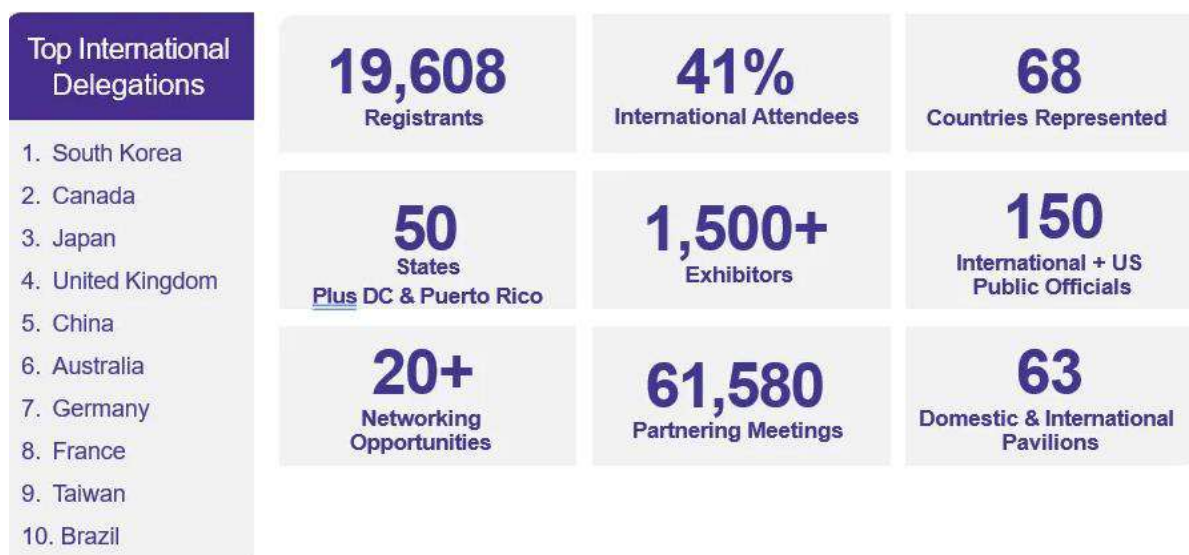 Top International
Delegations
1. South Korea
2. Canada
3. Japan
4. United Kingdom
5. China
6. Australia
7. Germany
8. France
9. Taiwan
10. Brazil
19,608
Registrants
41%
International Attendees
68
Countries Represented
50
States
Plus DC & Puerto Rico
1,500+
Exhibitors
150
International + US
Public Officials
20+
Networking
Opportunities
61,580
Partnering Meetings
63
Domestic & International
Pavilions